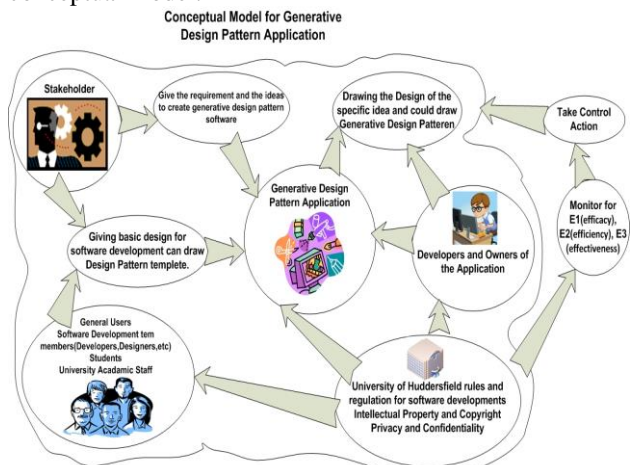 Conceptual Model for Generative
Design Pattern Application
Stakeholder
Give the requirement and the ideas
to create generative design pattern
software
Drawing the Design of the
specific idea and could draw
Generative Design Patteren
Take Control
Action
Generative Design
Pattern Application
Monitor for
E1(efficacy),
E2(efficiency), E3
(effectiveness)
Giving basic design for
software development can draw
Design Pattern templete.
Developers and Owners of
the Application
General Users
Software Development tem
members(Developers,Designers,etc)
Students
University Acadamic Staff
University of Huddersfield rules and
regulation for software developments
Intellectual Property and Copyright
Privacy and Confidentiality